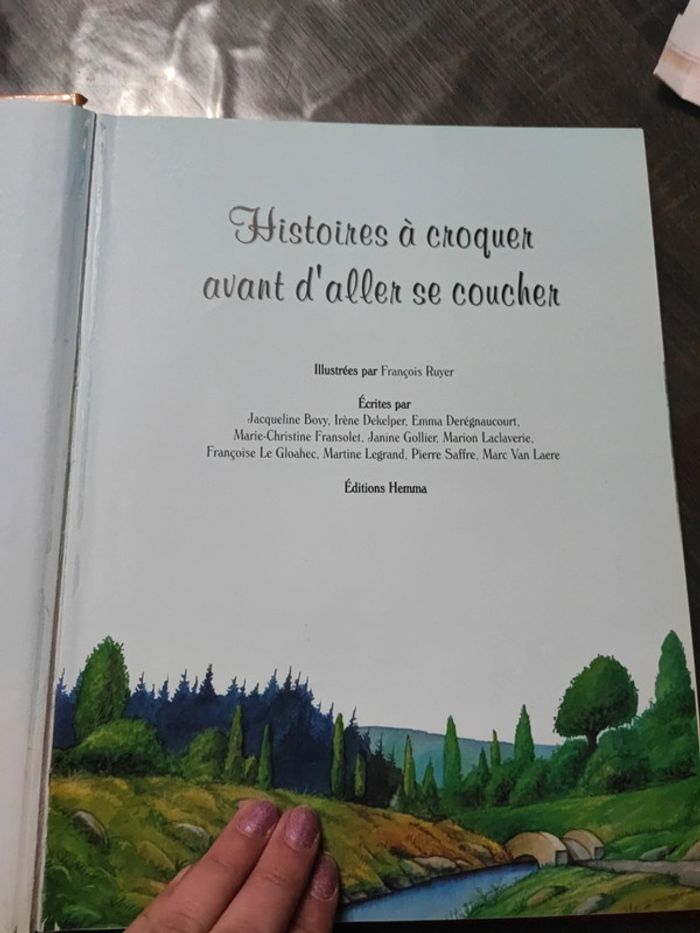 Histoires à croquer
avant d'aller se coucher
Illustrées par François Ruyer
Écrites par
Jacqueline Bovy, Irène Dekelper, Emma Derégnaucourt,
Marie-Christine Fransolet, Janine Gollier, Marion Laclaverie,
Françoise Le Gloahec, Martine Legrand, Pierre Saffre, Marc Van Laere
Éditions Hemma